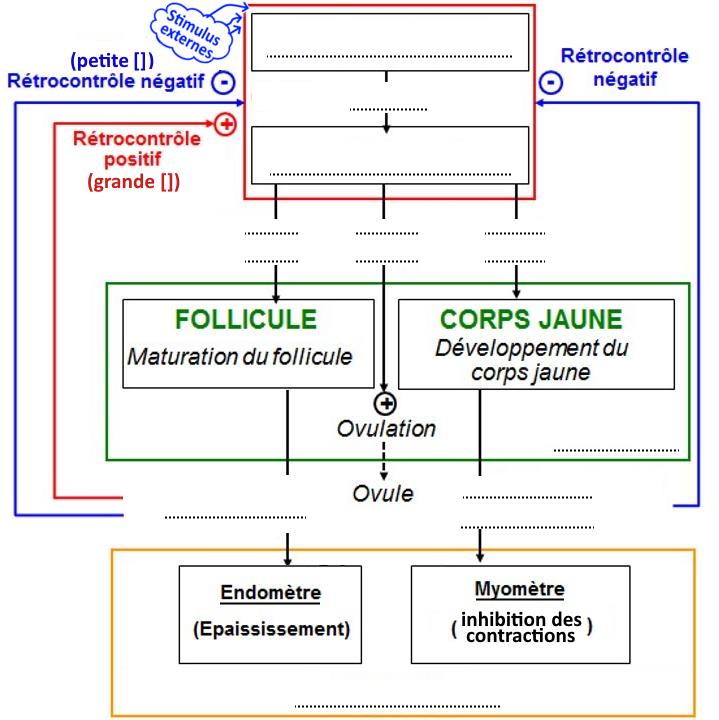 Stimulus
externes
(petite [])
Rétrocontrôle négatif -
- Rétrocontrôle
négatif
+
Rétrocontrôle
positif
(grande [])
FOLLICULE
Maturation du follicule
CORPS JAUNE
Développement du
corps jaune
+
Ovulation
Ovule
Endomètre
(Epaississement)
Myomètre
( inhibition des )
contractions